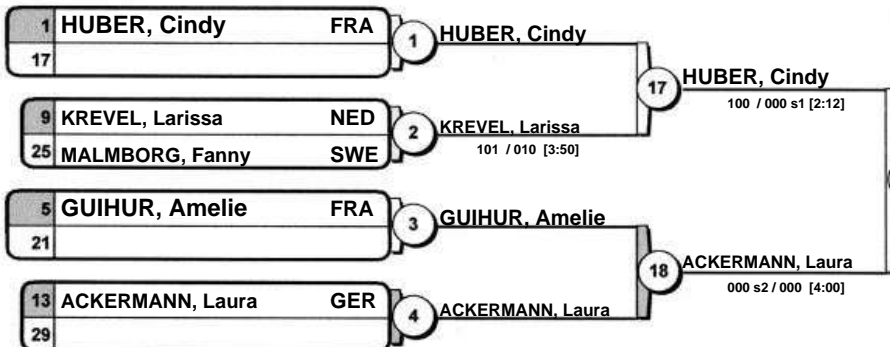 1 HUBER, Cindy FRA
17
1 HUBER, Cindy
9 KREVEL, Larissa NED
25 MALMBORG, Fanny SWE
2 KREVEL, Larissa
101 / 010 [3:50]
17 HUBER, Cindy
100 / 000 s1 [2:12]
5 GUIHUR, Amelie FRA
21
3 GUIHUR, Amelie
13 ACKERMANN, Laura GER
29
4 ACKERMANN, Laura
18 ACKERMANN, Laura
000 s2 / 000 [4:00]